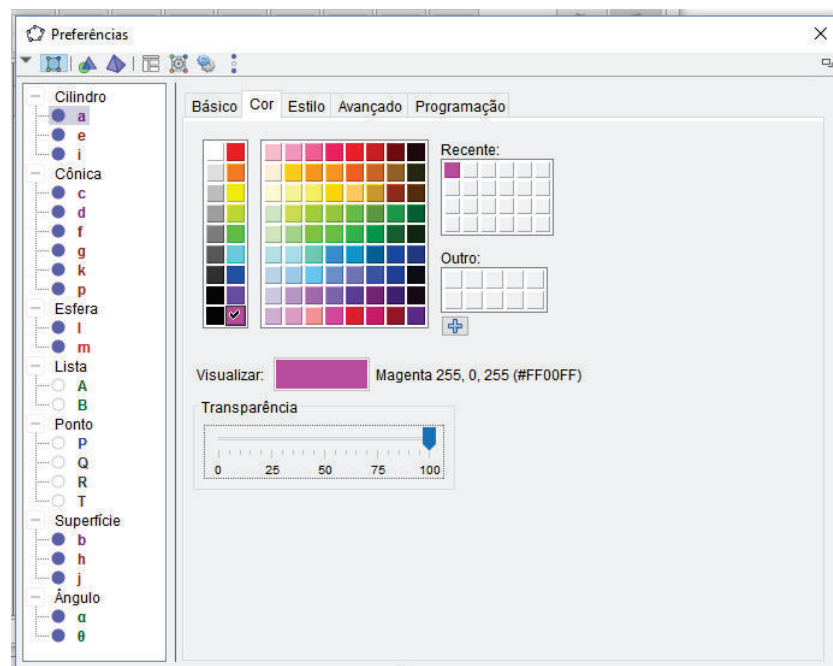 Preferências
Cilindro
a
e
i
Cônica
c
d
f
g
k
p
Esfera
l
m
Lista
A
B
Ponto
P
Q
R
T
Superfície
b
h
j
Ângulo
α
θ
Básico Cor Estilo Avançado Programação
Recente:
Outro:
Visualizar: Magenta 255, 0, 255 (#FF00FF)
Transparência
0 25 50 75 100